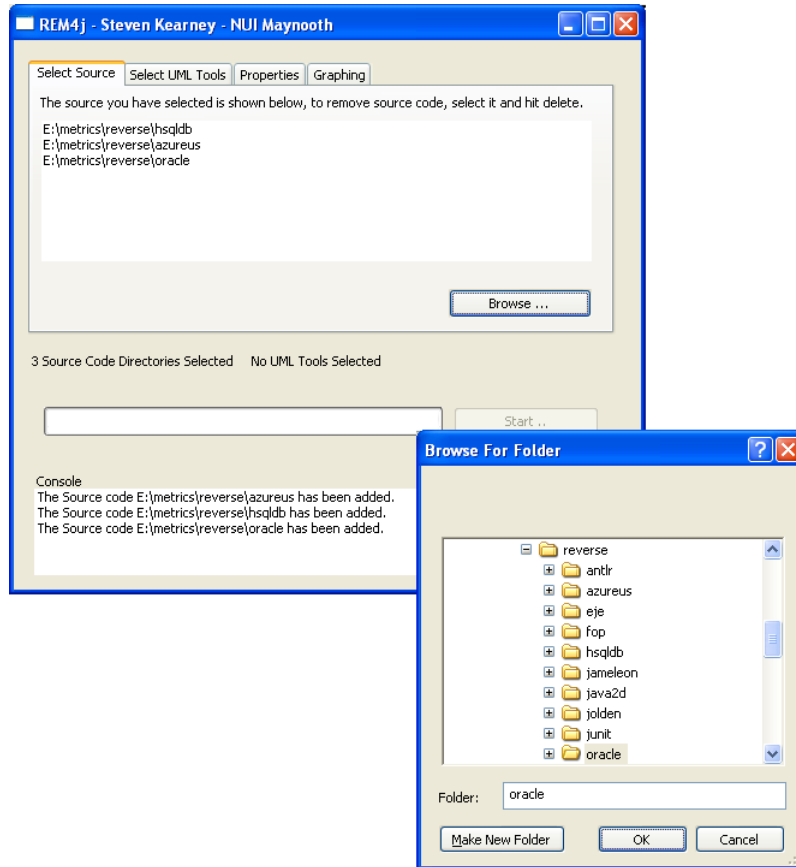 REM4j - Steven Kearney - NUI Maynooth
Select Source Select UML Tools Properties Graphing
The source you have selected is shown below, to remove source code, select it and hit delete.
E:\metrics\reverse\hsqldb
E:\metrics\reverse\azureus
E:\metrics\reverse\oracle
Browse ...
3 Source Code Directories Selected No UML Tools Selected
Start ..
Console
The Source code E:\metrics\reverse\azureus has been added.
The Source code E:\metrics\reverse\hsqldb has been added.
The Source code E:\metrics\reverse\oracle has been added.
Browse For Folder
reverse
antlr
azureus
eje
fop
hsqldb
jameleon
java2d
jolden
junit
oracle
Folder: oracle
Make New Folder OK Cancel